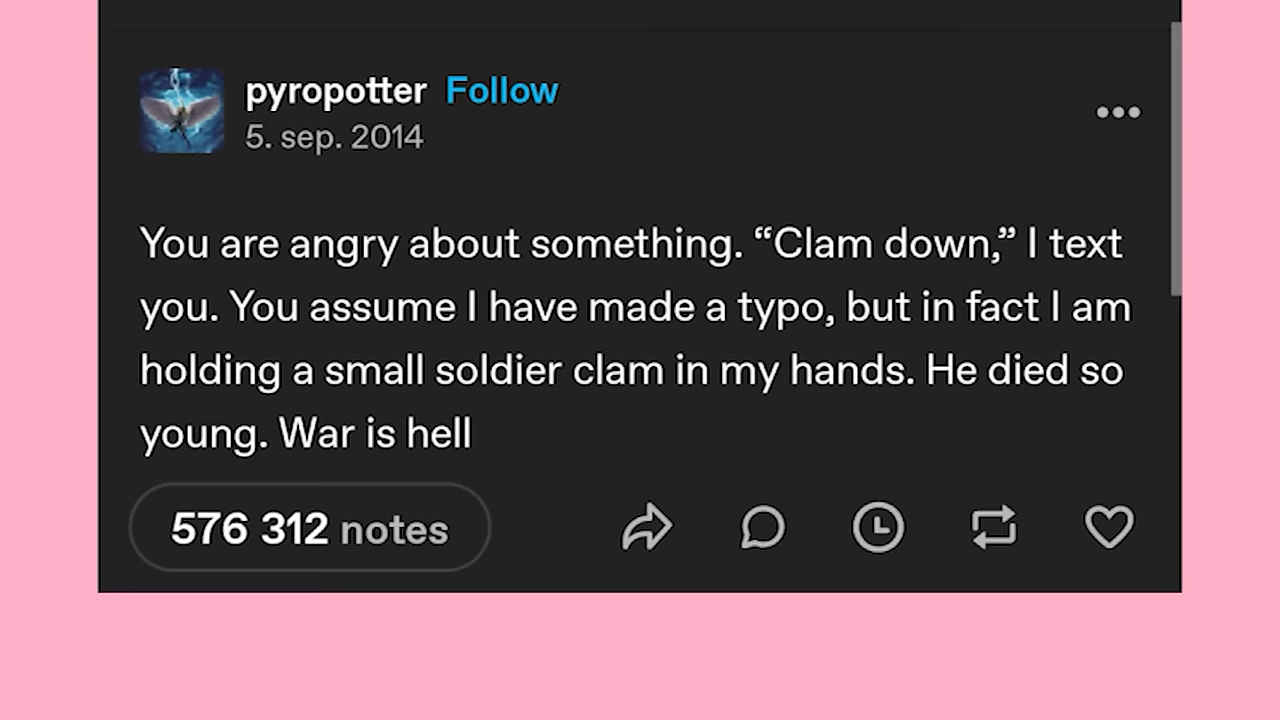 pyropotter Follow
5. sep. 2014
You are angry about something. “Clam down,” I text
you. You assume I have made a typo, but in fact I am
holding a small soldier clam in my hands. He died so
young. War is hell
576 312 notes